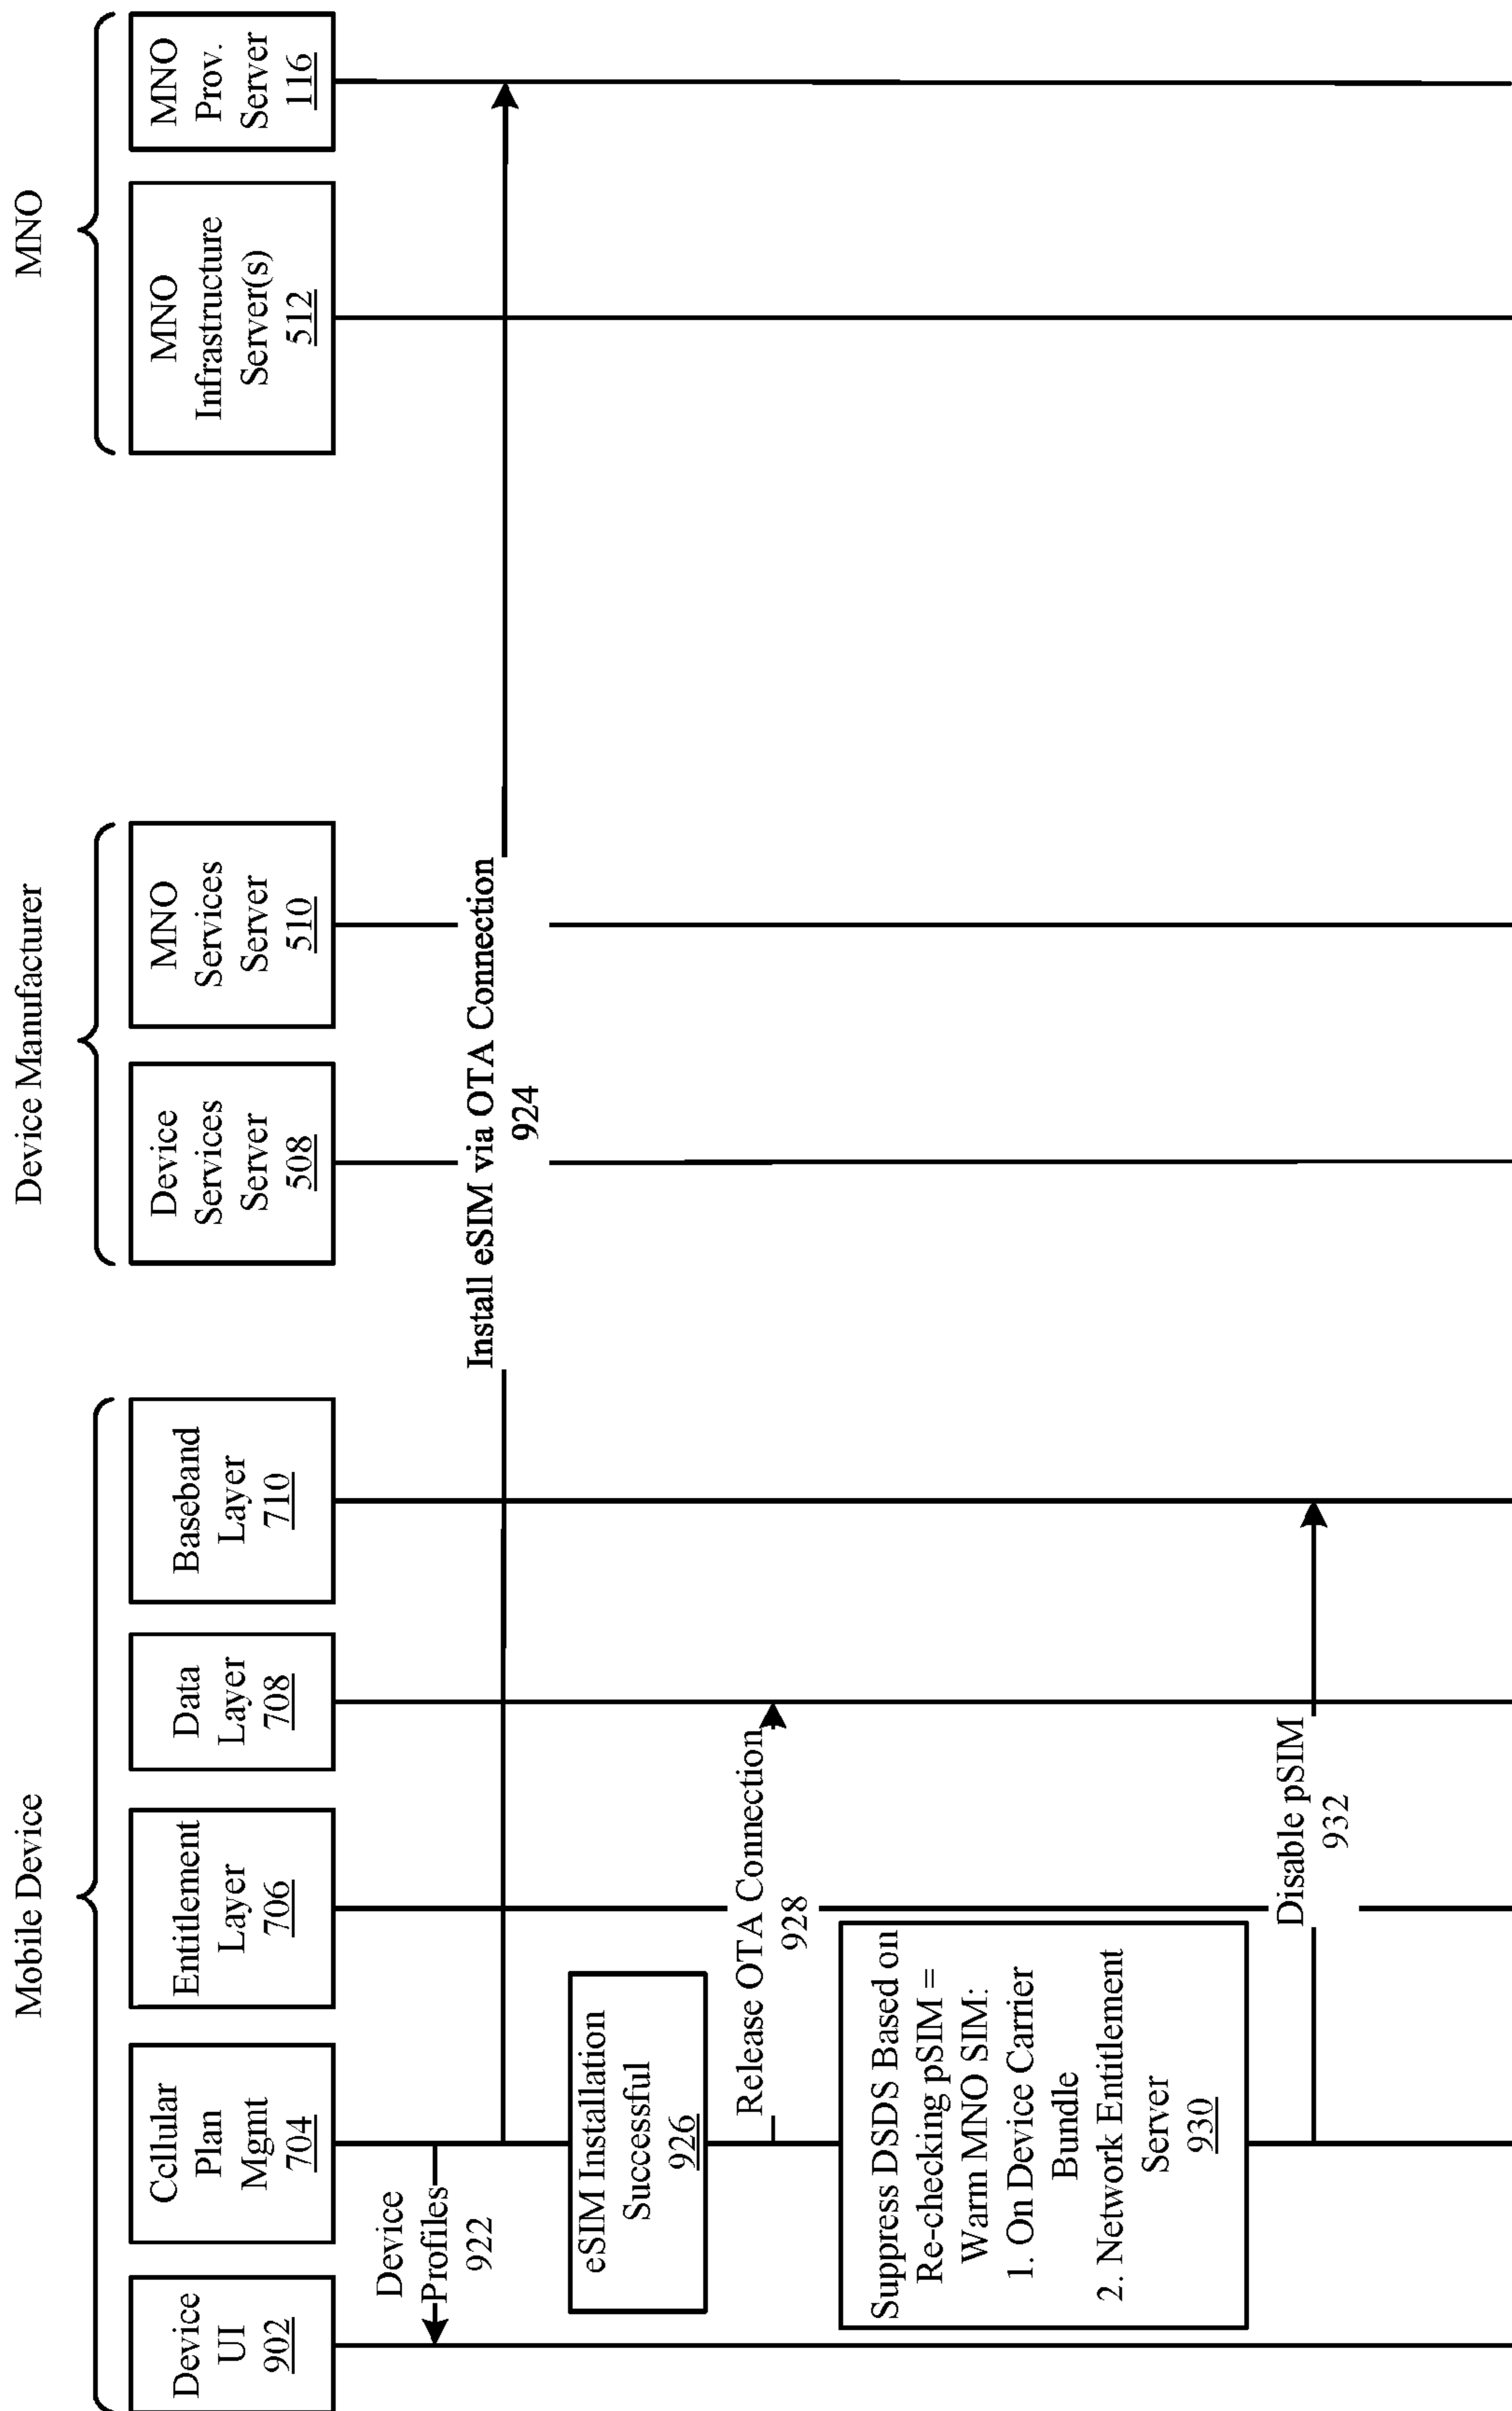 Mobile Device
Device Manufacturer
MNO
Device
UI
902
Cellular
Plan
Mgmt
704
Entitlement
Layer
706
Data
Layer
708
Baseband
Layer
710
Device
Services
Server
508
MNO
Services
Server
510
MNO
Infrastructure
Server(s)
512
MNO
Prov.
Server
116
Device
Profiles
922
Install eSIM via OTA Connection
924
eSIM Installation
Successful
926
Release OTA Connection
928
Suppress DSDS Based on
Re-checking pSIM =
Warm MNO SIM:
1. On Device Carrier
Bundle
2. Network Entitlement
Server
930
Disable pSIM
932